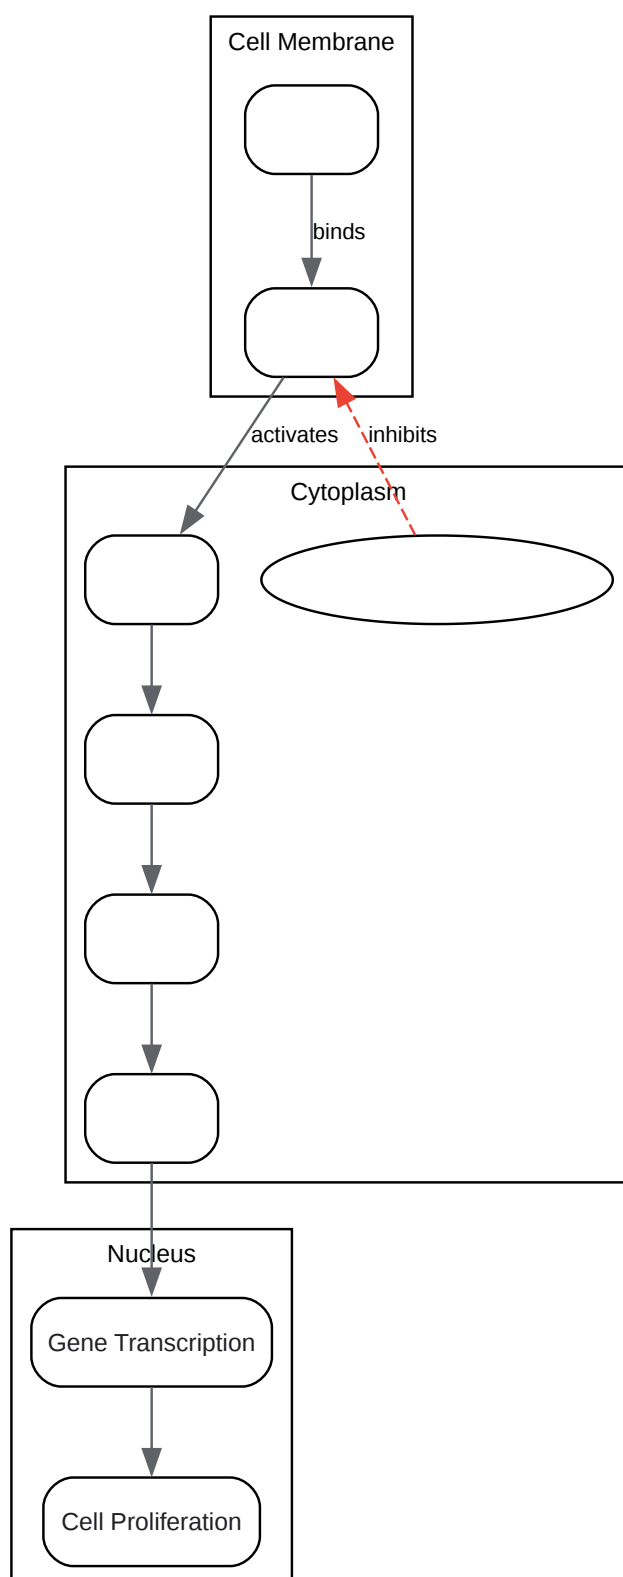 Cell Membrane
binds
activates
inhibits
Cytoplasm
Nucleus
Gene Transcription
Cell Proliferation